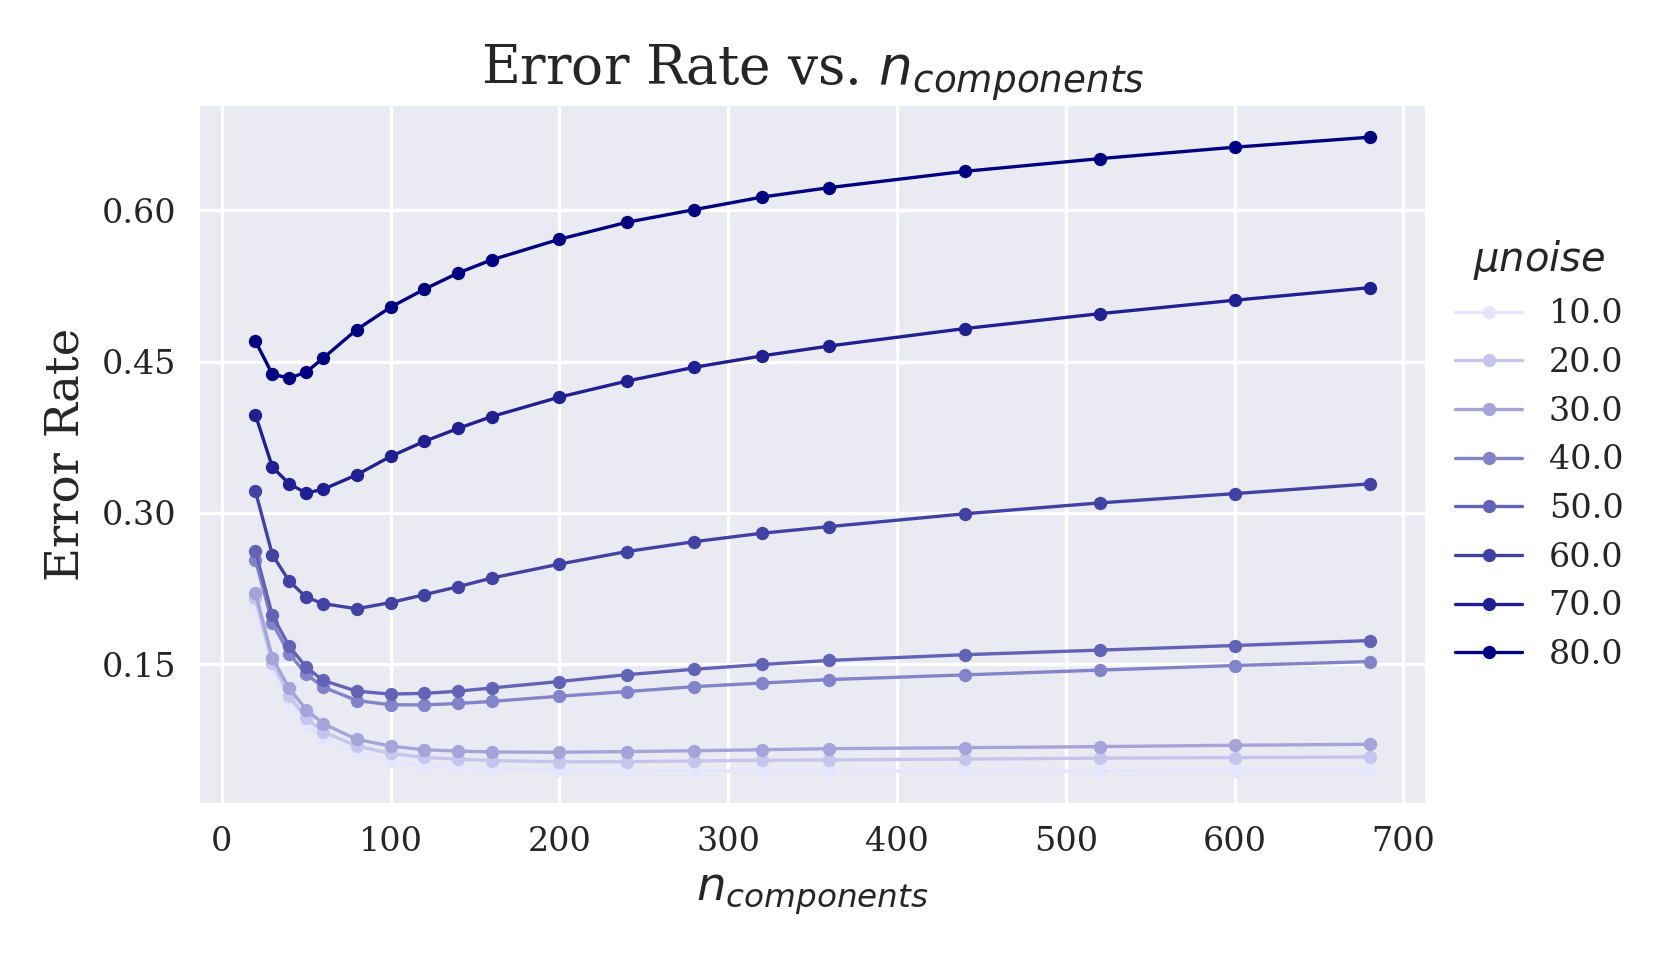 Error Rate vs. n_components
Error Rate
0.60
0.45
0.30
0.15
0 100 200 300 400 500 600 700
n_components
μnoise
10.0
20.0
30.0
40.0
50.0
60.0
70.0
80.0